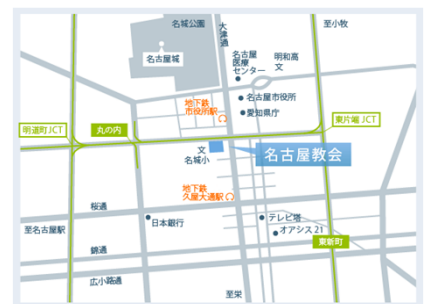 名城公園
大津通
至小牧
名古屋城
名古屋
医療
センター
明和高
文
名古屋市役所
愛知県庁
地下鉄
市役所駅
明道町JCT
丸の内
東片端JCT
文
名城小
名古屋教会
地下鉄
久屋大通駅
桜通
日本銀行
テレビ塔
オアシス21
至名古屋駅
東新町
錦通
広小路通
至栄